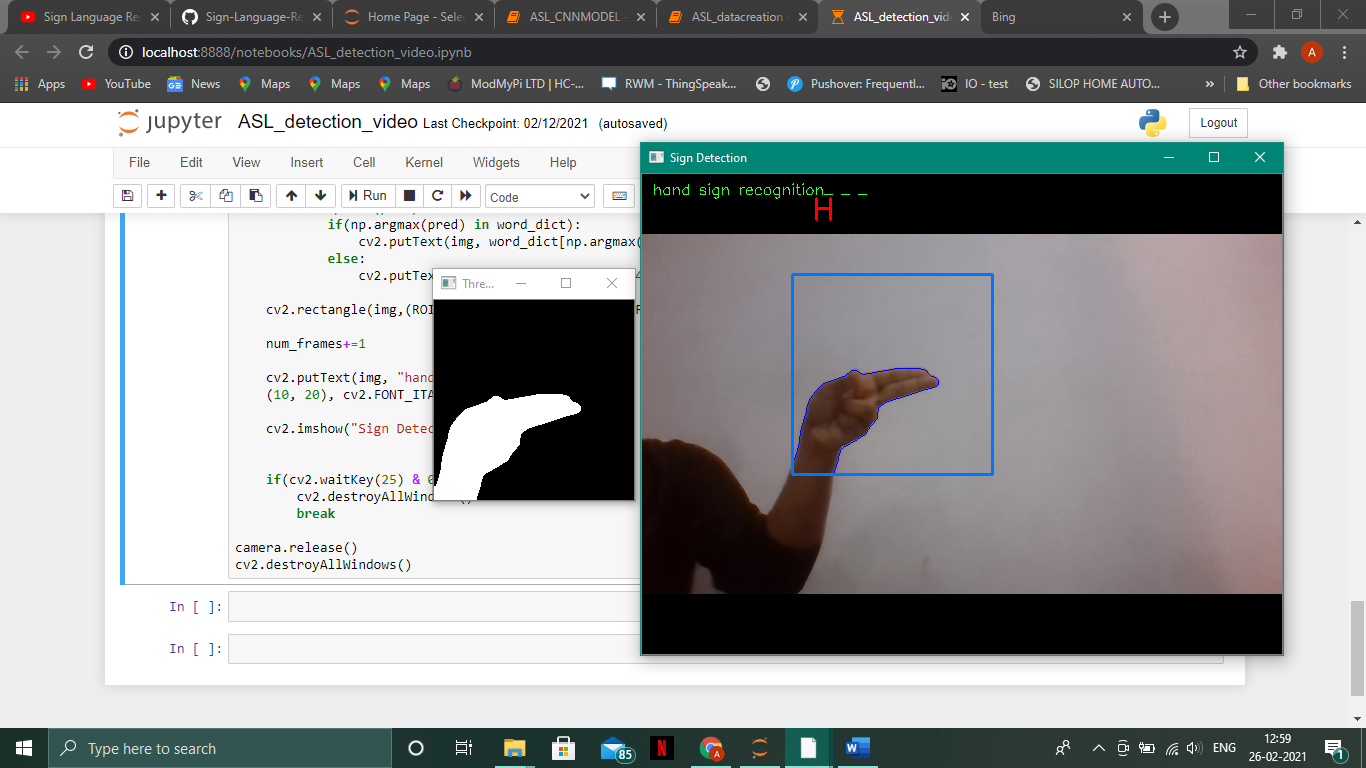 Sign Language Re
Sign-Language-Re
Home Page - Sele
ASL_CNNMODEL -
ASL_datacreation -
ASL_detection_vid
Bing
localhost:8888/notebooks/ASL_detection_video.ipynb
A
Apps
YouTube
News
Maps
Maps
Maps
ModMyPi LTD | HC-...
RWM - ThingSpeak...
Pushover: Frequentl...
IO - test
SILOP HOME AUTO...
»
Other bookmarks
jupyter ASL_detection_video Last Checkpoint: 02/12/2021 (autosaved)
Logout
File Edit View Insert Cell Kernel Widgets Help
Run
Code
Sign Detection
hand sign recognition_ _ _
H
if(np.argmax(pred) in word_dict):
cv2.putText(img, word_dict[np.argmax(
else:
cv2.putTex
Thre...
cv2.rectangle(img,(ROI
num_frames+=1
cv2.putText(img, "hand
(10, 20), cv2.FONT_ITA
cv2.imshow("Sign Detec
if(cv2.waitKey(25) & 0
cv2.destroyAllWind
break
camera.release()
cv2.destroyAllWindows()
In [ ]:
In [ ]:
Type here to search
85
N
A
W
ENG
12:59
26-02-2021
1